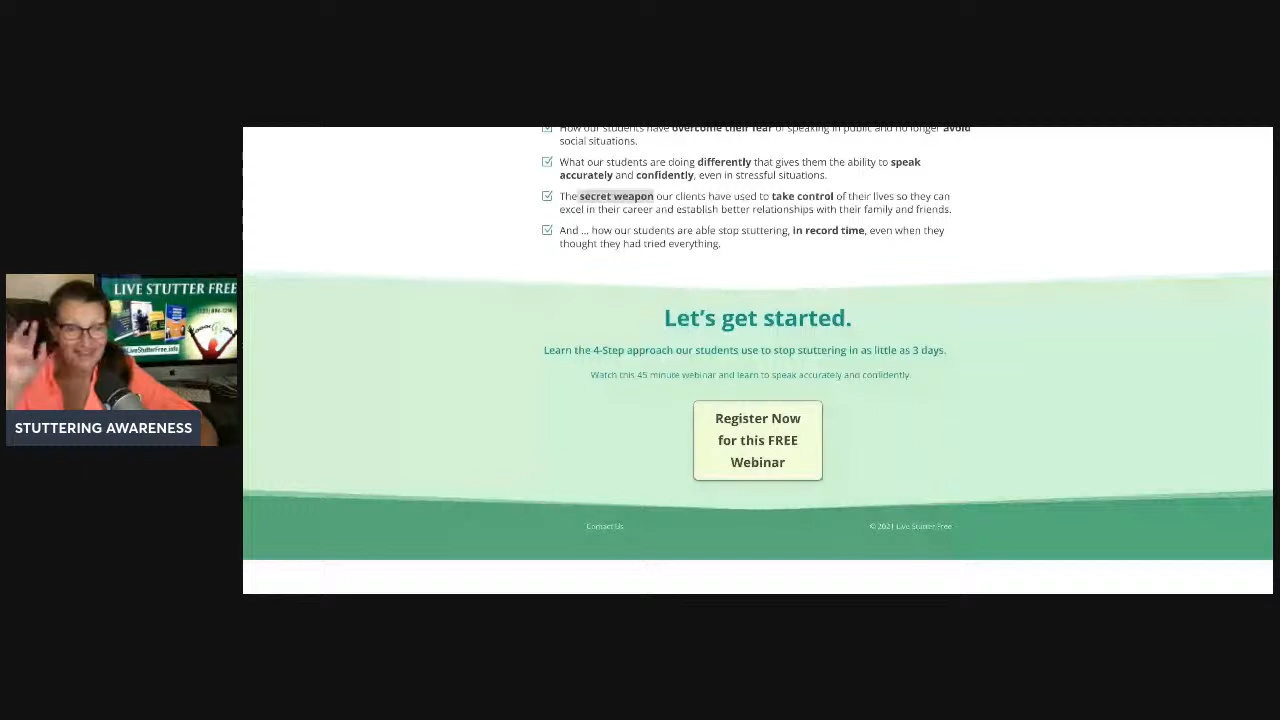 How our students have overcome their fear of speaking in public and no longer avoid
social situations.
What our students are doing differently that gives them the ability to speak
accurately and confidently, even in stressful situations.
The secret weapon our clients have used to take control of their lives so they can
excel in their career and establish better relationships with their family and friends.
And ... how our students are able stop stuttering, in record time, even when they
thought they had tried everything.
LIVE STUTTER FREE
LiveStutterFree.info
STUTTERING AWARENESS
Let's get started.
Learn the 4-Step approach our students use to stop stuttering in as little as 3 days.
Watch this 45 minute webinar and learn to speak accurately and confidently.
Register Now
for this FREE
Webinar
Contact Us
© 2021 Live Stutter Free